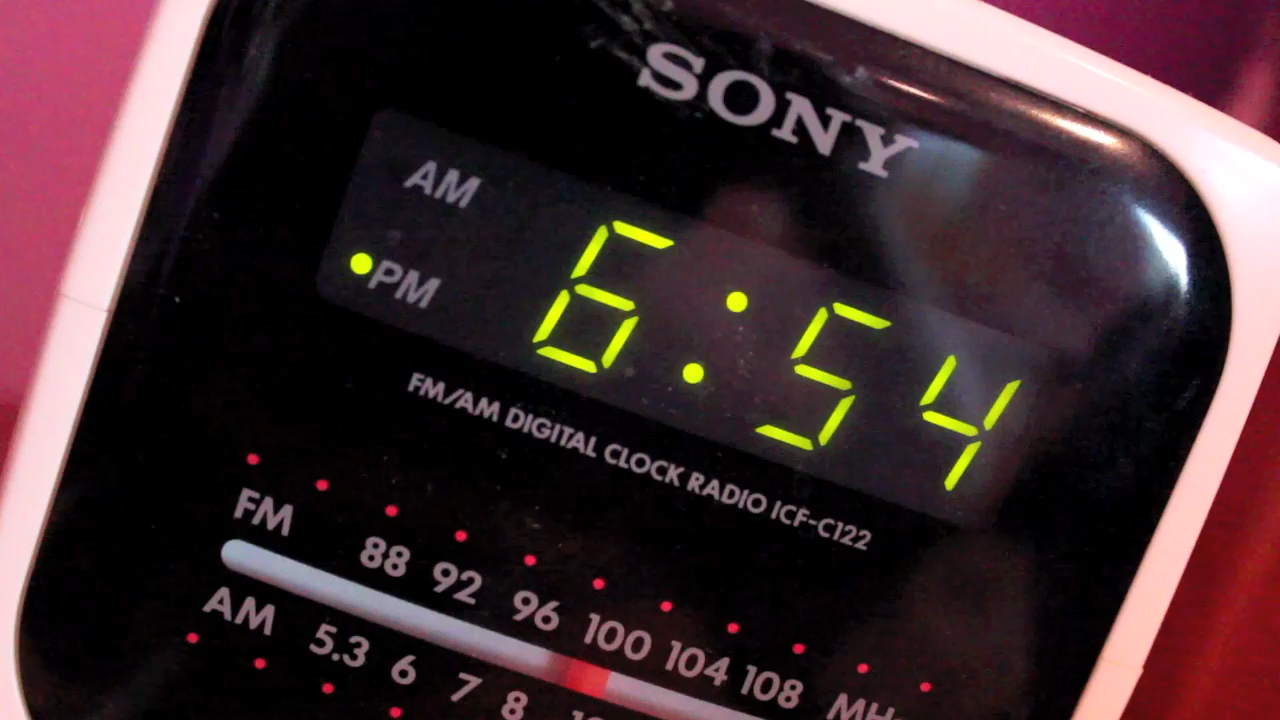 SONY
AM
PM
6:54
FM/AM DIGITAL CLOCK RADIO ICF-C122
FM 88 92 96 100 104 108
AM 5.3 6 7 8